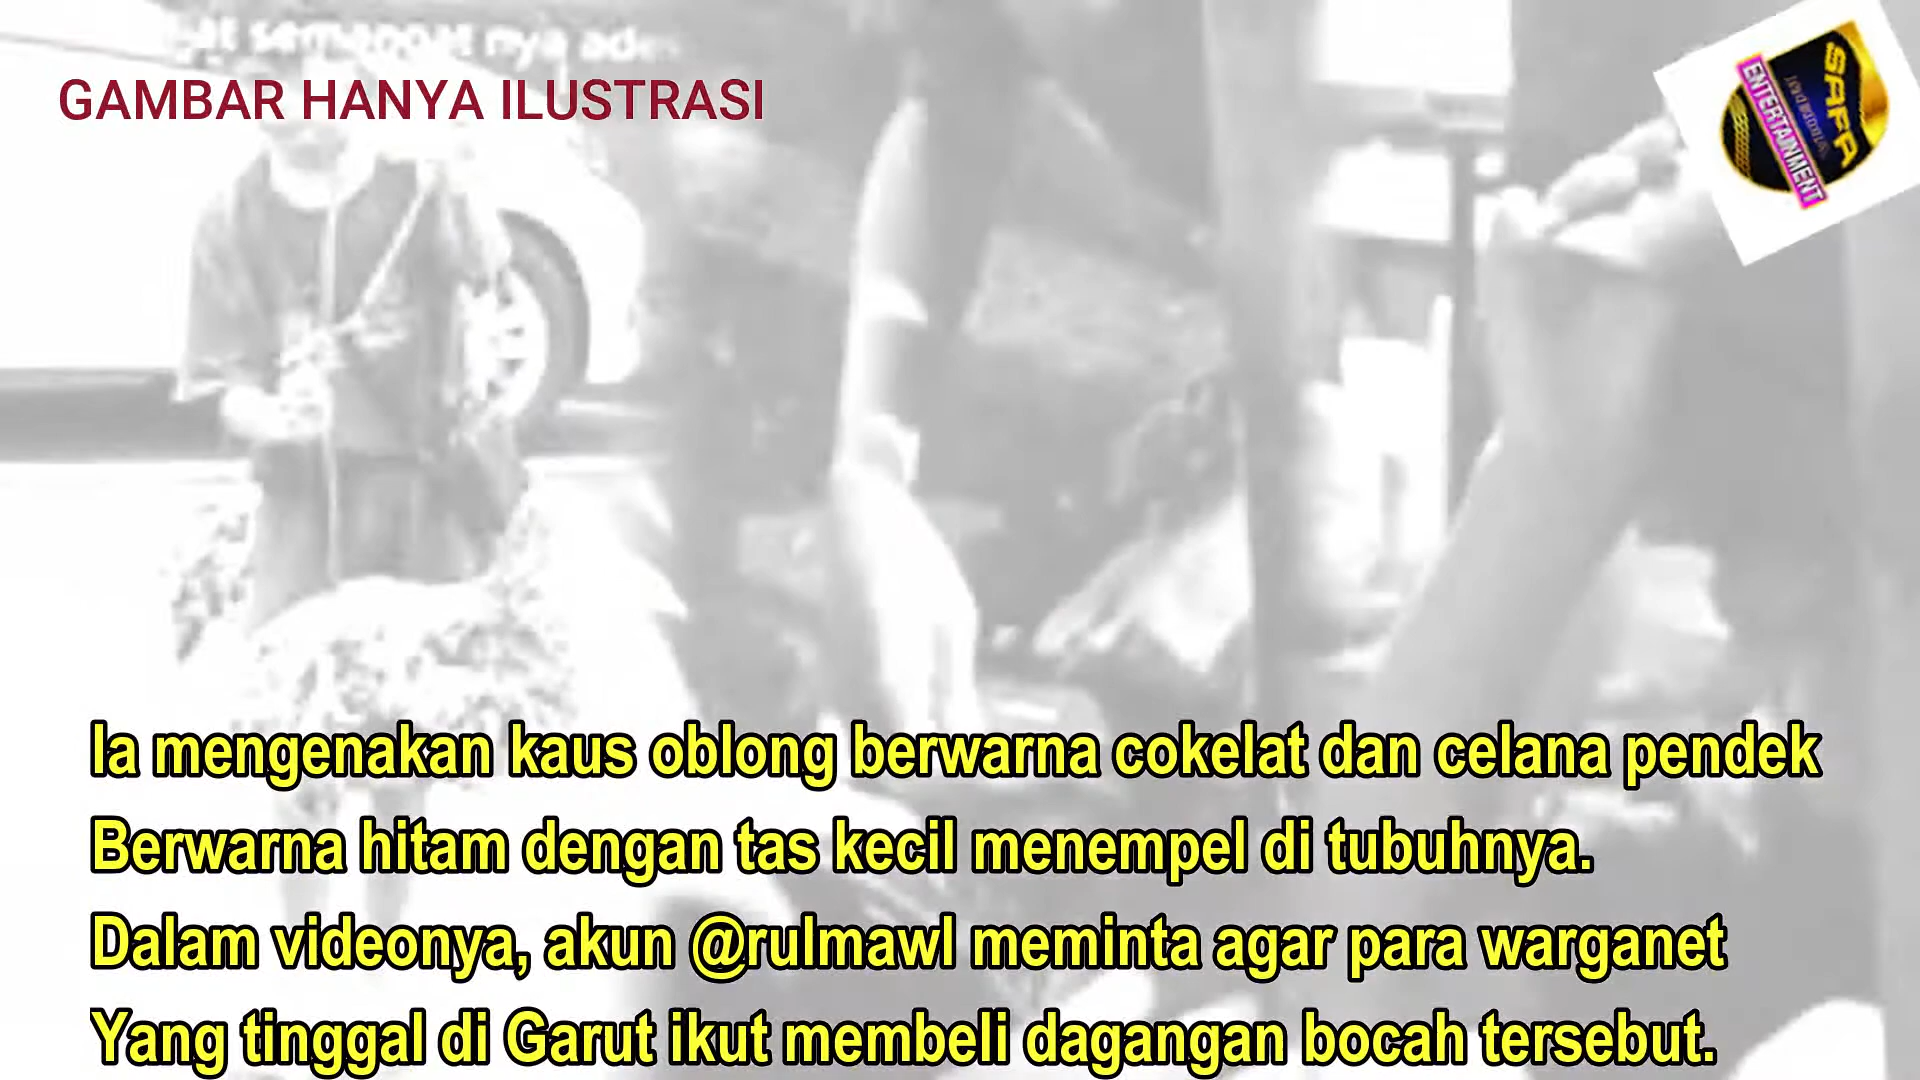 semangat nya
GAMBAR HANYA ILUSTRASI
SAFA
ENTERTAINMENT
Ia mengenakan kaus oblong berwarna cokelat dan celana pendek
Berwarna hitam dengan tas kecil menempel di tubuhnya.
Dalam videonya, akun @rulmawl meminta agar para warganet
Yang tinggal di Garut ikut membeli dagangan bocah tersebut.